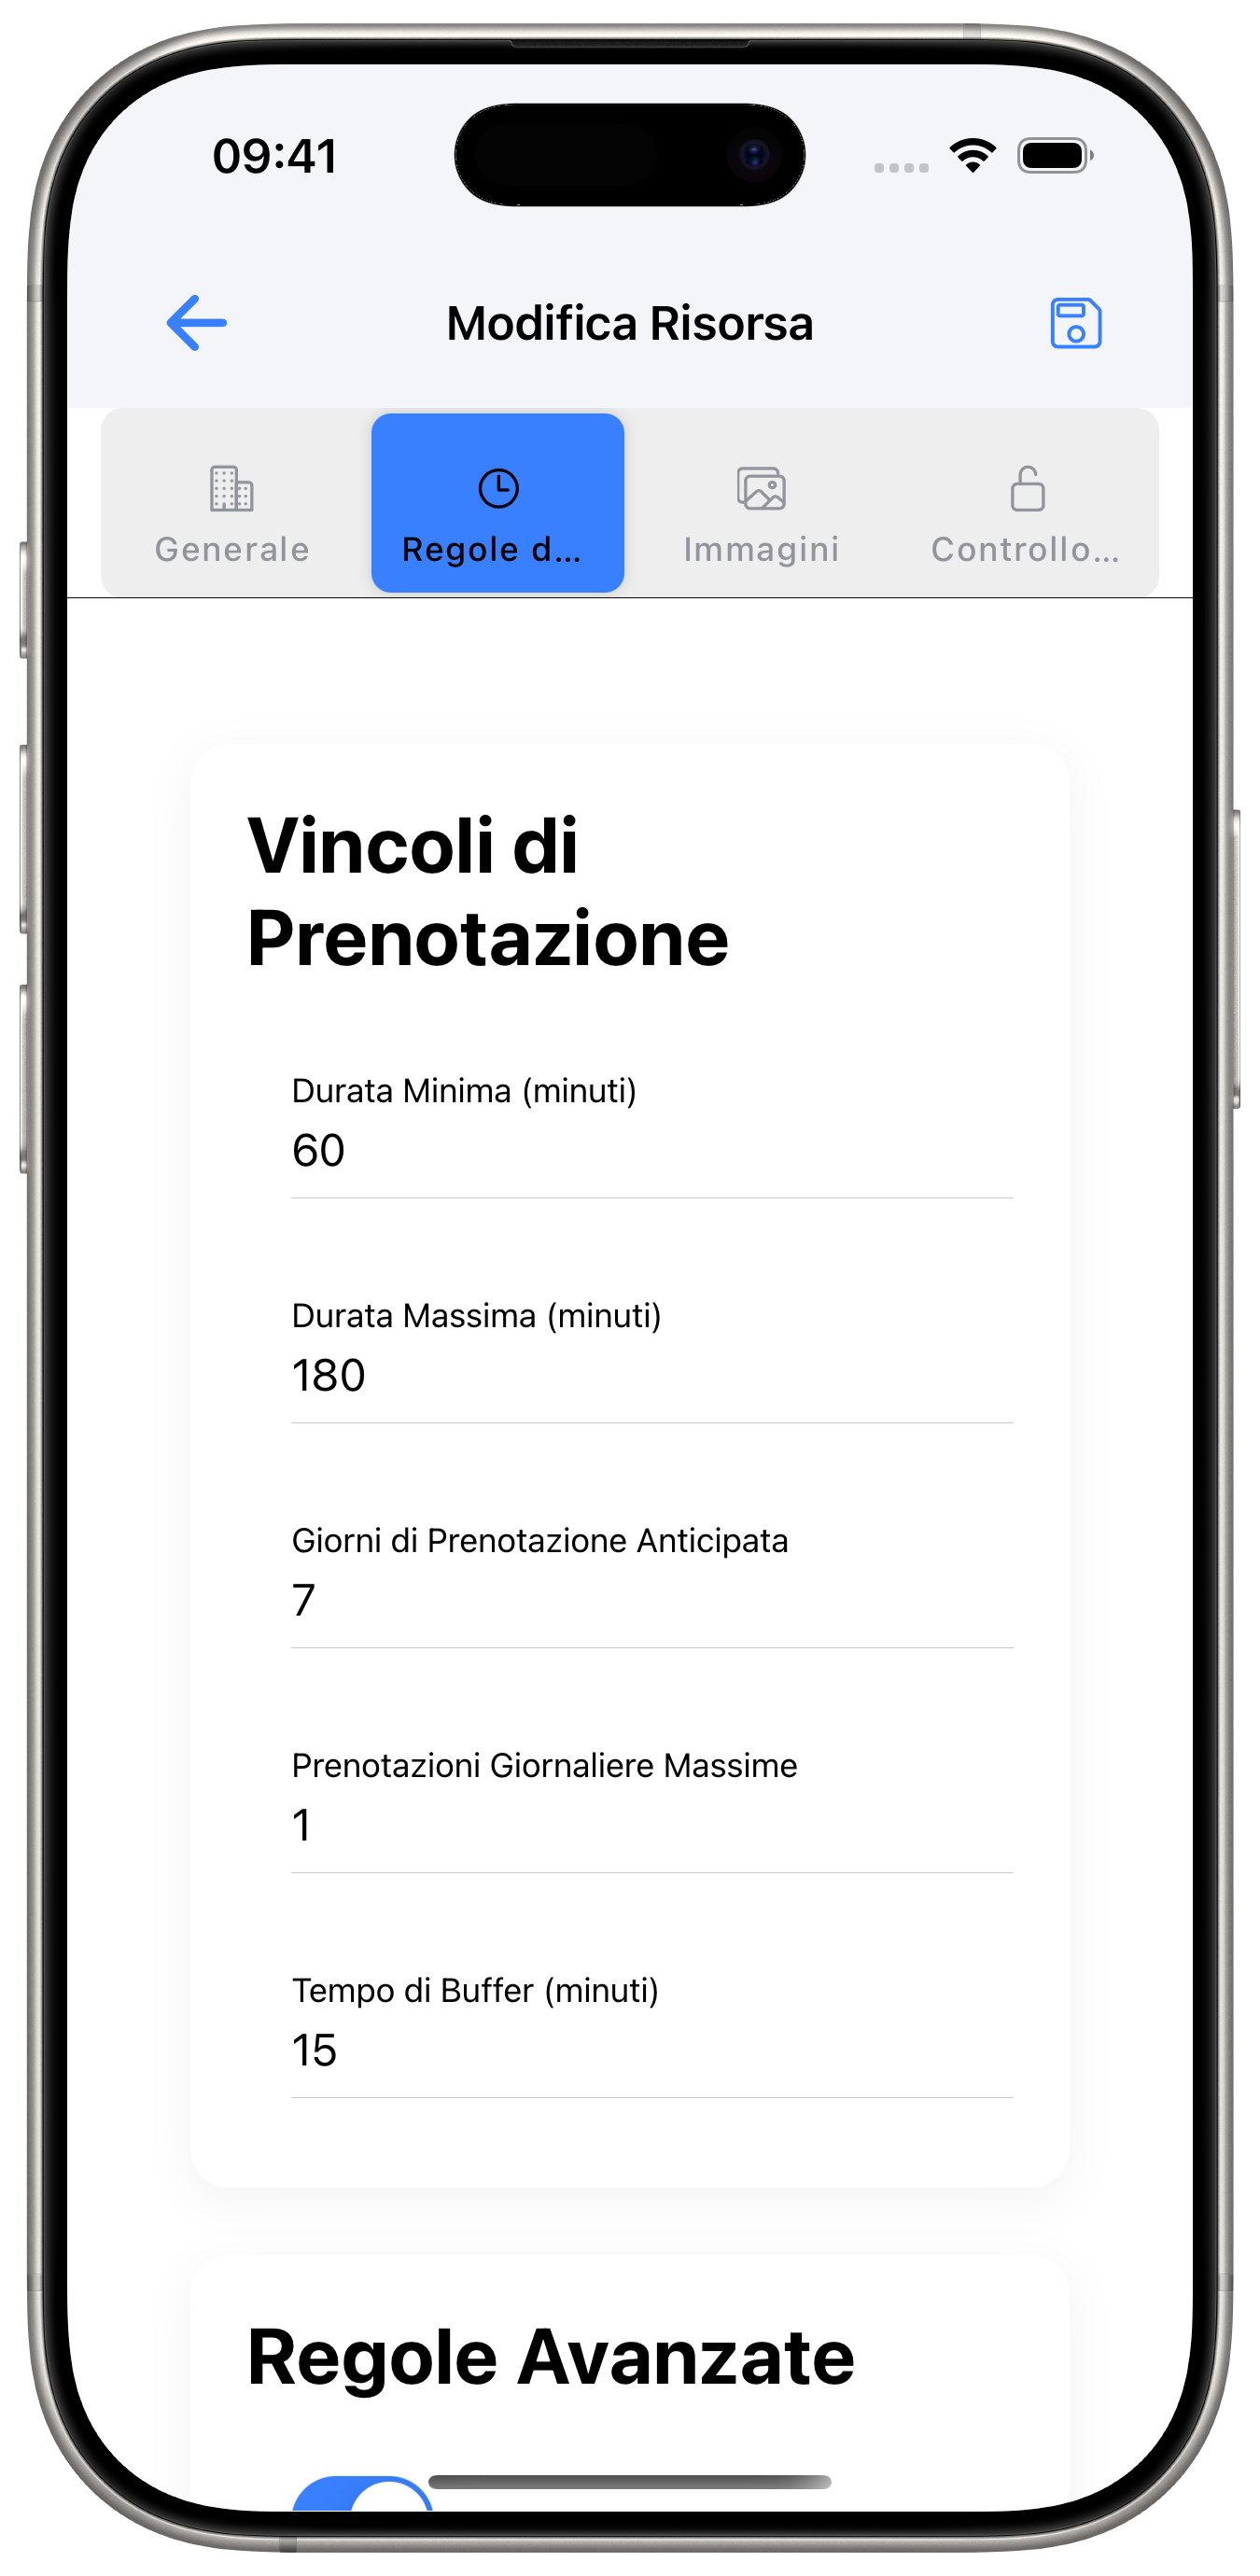 09:41
Modifica Risorsa
Generale
Regole d...
Immagini
Controllo...
Vincoli di
Prenotazione
Durata Minima (minuti)
60
Durata Massima (minuti)
180
Giorni di Prenotazione Anticipata
7
Prenotazioni Giornaliere Massime
1
Tempo di Buffer (minuti)
15
Regole Avanzate